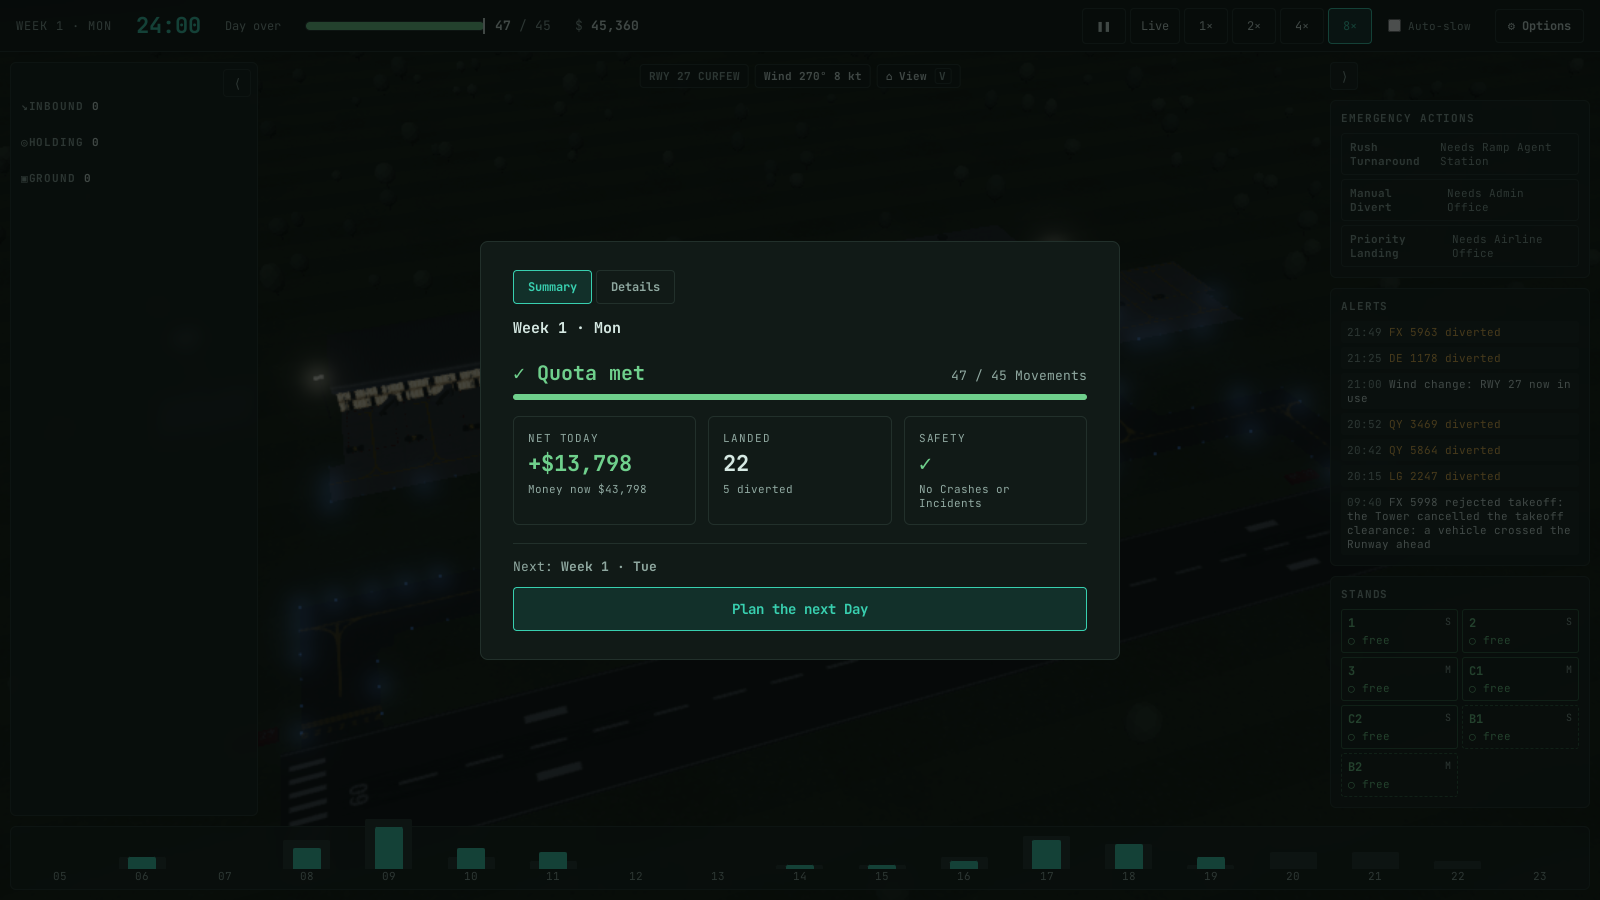 WEEK 1 · MON 24:00 Day over 47 / 45 $ 45,360 Live 1× 2× 4× 8× Auto-slow ⚙ Options
RWY 27 CURFEW Wind 270° 8 kt ⌂ View V
↘INBOUND 0
◎HOLDING 0
▣GROUND 0
Summary Details
Week 1 · Mon
✓ Quota met 47 / 45 Movements
NET TODAY
+$13,798
Money now $43,798
LANDED
22
5 diverted
SAFETY
✓
No Crashes or
Incidents
Next: Week 1 · Tue
Plan the next Day
EMERGENCY ACTIONS
Rush Turnaround
Needs Ramp Agent Station
Manual Divert
Needs Admin Office
Priority Landing
Needs Airline Office
ALERTS
21:49 FX 5963 diverted
21:25 DE 1178 diverted
21:00 Wind change: RWY 27 now in
use
20:52 QY 3469 diverted
20:42 QY 5864 diverted
20:15 LG 2247 diverted
09:40 FX 5998 rejected takeoff:
the Tower cancelled the takeoff
clearance: a vehicle crossed the
Runway ahead
STANDS
1 S
○ free
2 S
○ free
3 M
○ free
C1 M
○ free
C2 S
○ free
B1 S
○ free
B2 M
○ free
05 06 07 08 09 10 11 12 13 14 15 16 17 18 19 20 21 22 23